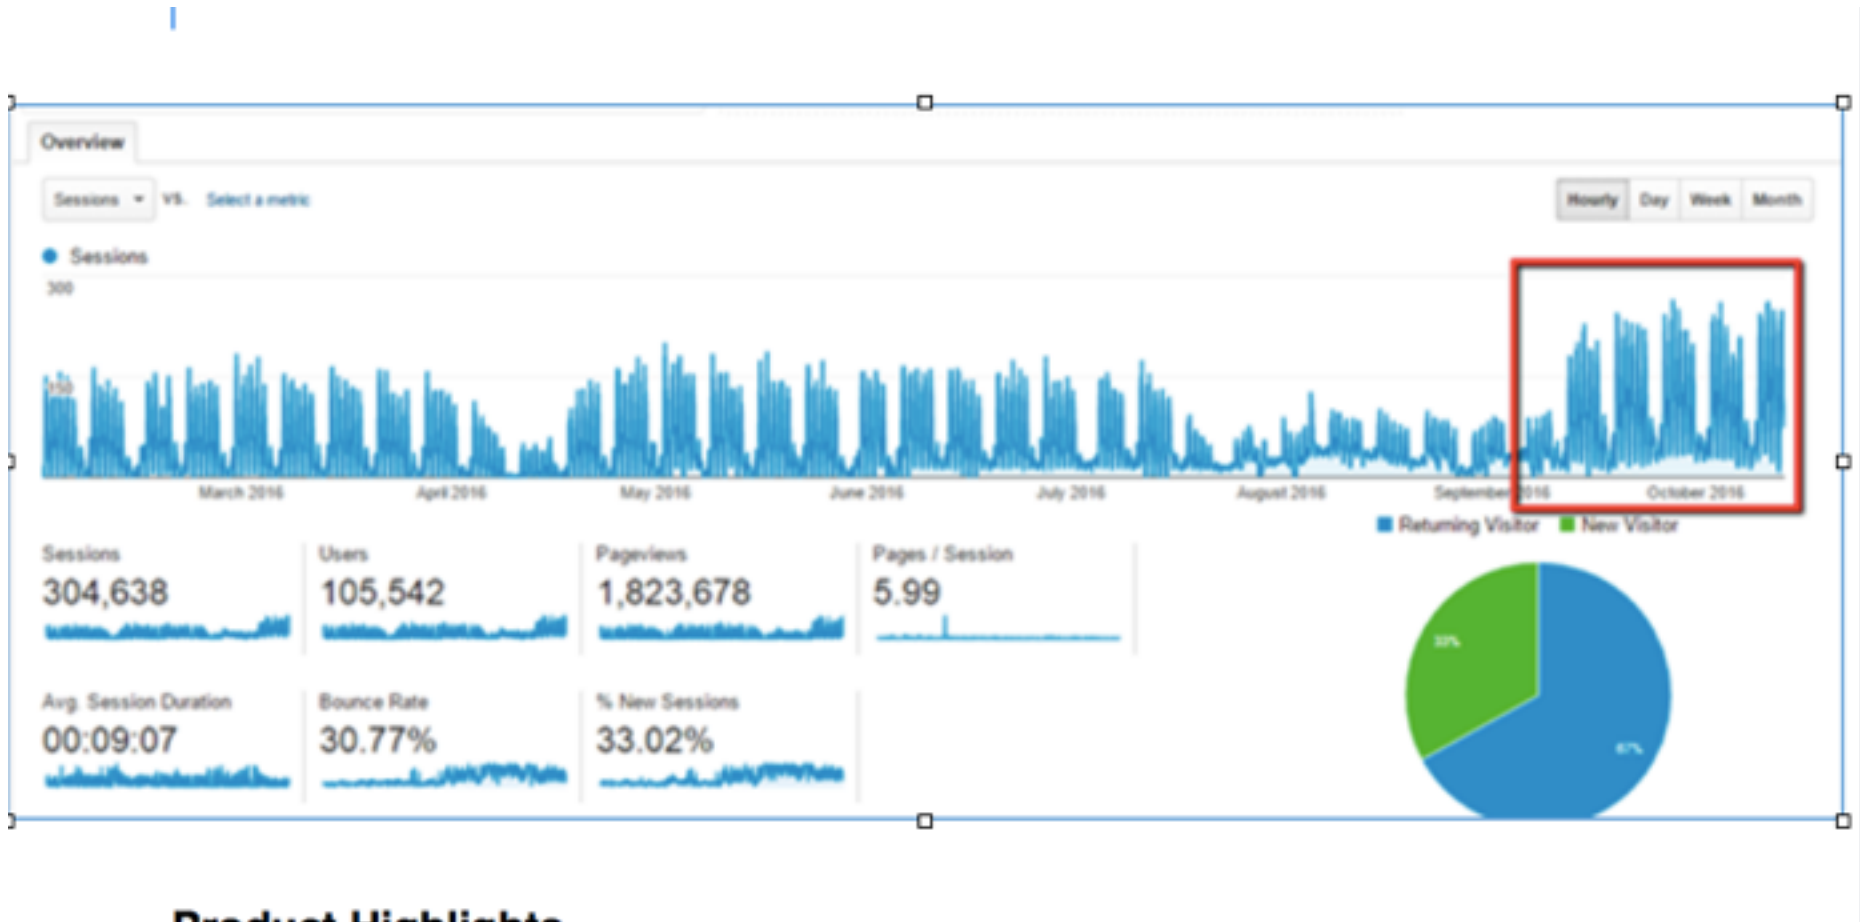 Overview
Sessions vs. Select a metric
Hourly Day Week Month
Sessions
300
150
March 2016 April 2016 May 2016 June 2016 July 2016 August 2016 September 2016 October 2016
Returning Visitor New Visitor
Sessions Users Pageviews Pages / Session
304,638 105,542 1,823,678 5.99
33%
67%
Avg. Session Duration Bounce Rate % New Sessions
00:09:07 30.77% 33.02%
Product Highlights